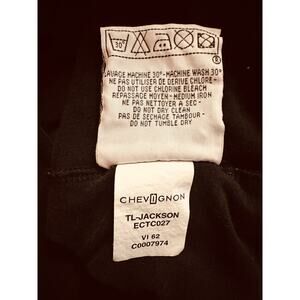 30°
LAVAGE MACHINE 30°-MACHINE WASH 30°
NE PAS UTILISER DE DERIVE CHLORE -
DO NOT USE CHLORINE BLEACH
REPASSAGE MOYEN - MEDIUM IRON
NE PAS NETTOYER A SEC -
DO NOT DRY CLEAN
PAS DE SECHAGE TAMBOUR -
DO NOT TUMBLE DRY
CHEVIGNON
TL-JACKSON
ECTC027
VI 62
C0007974